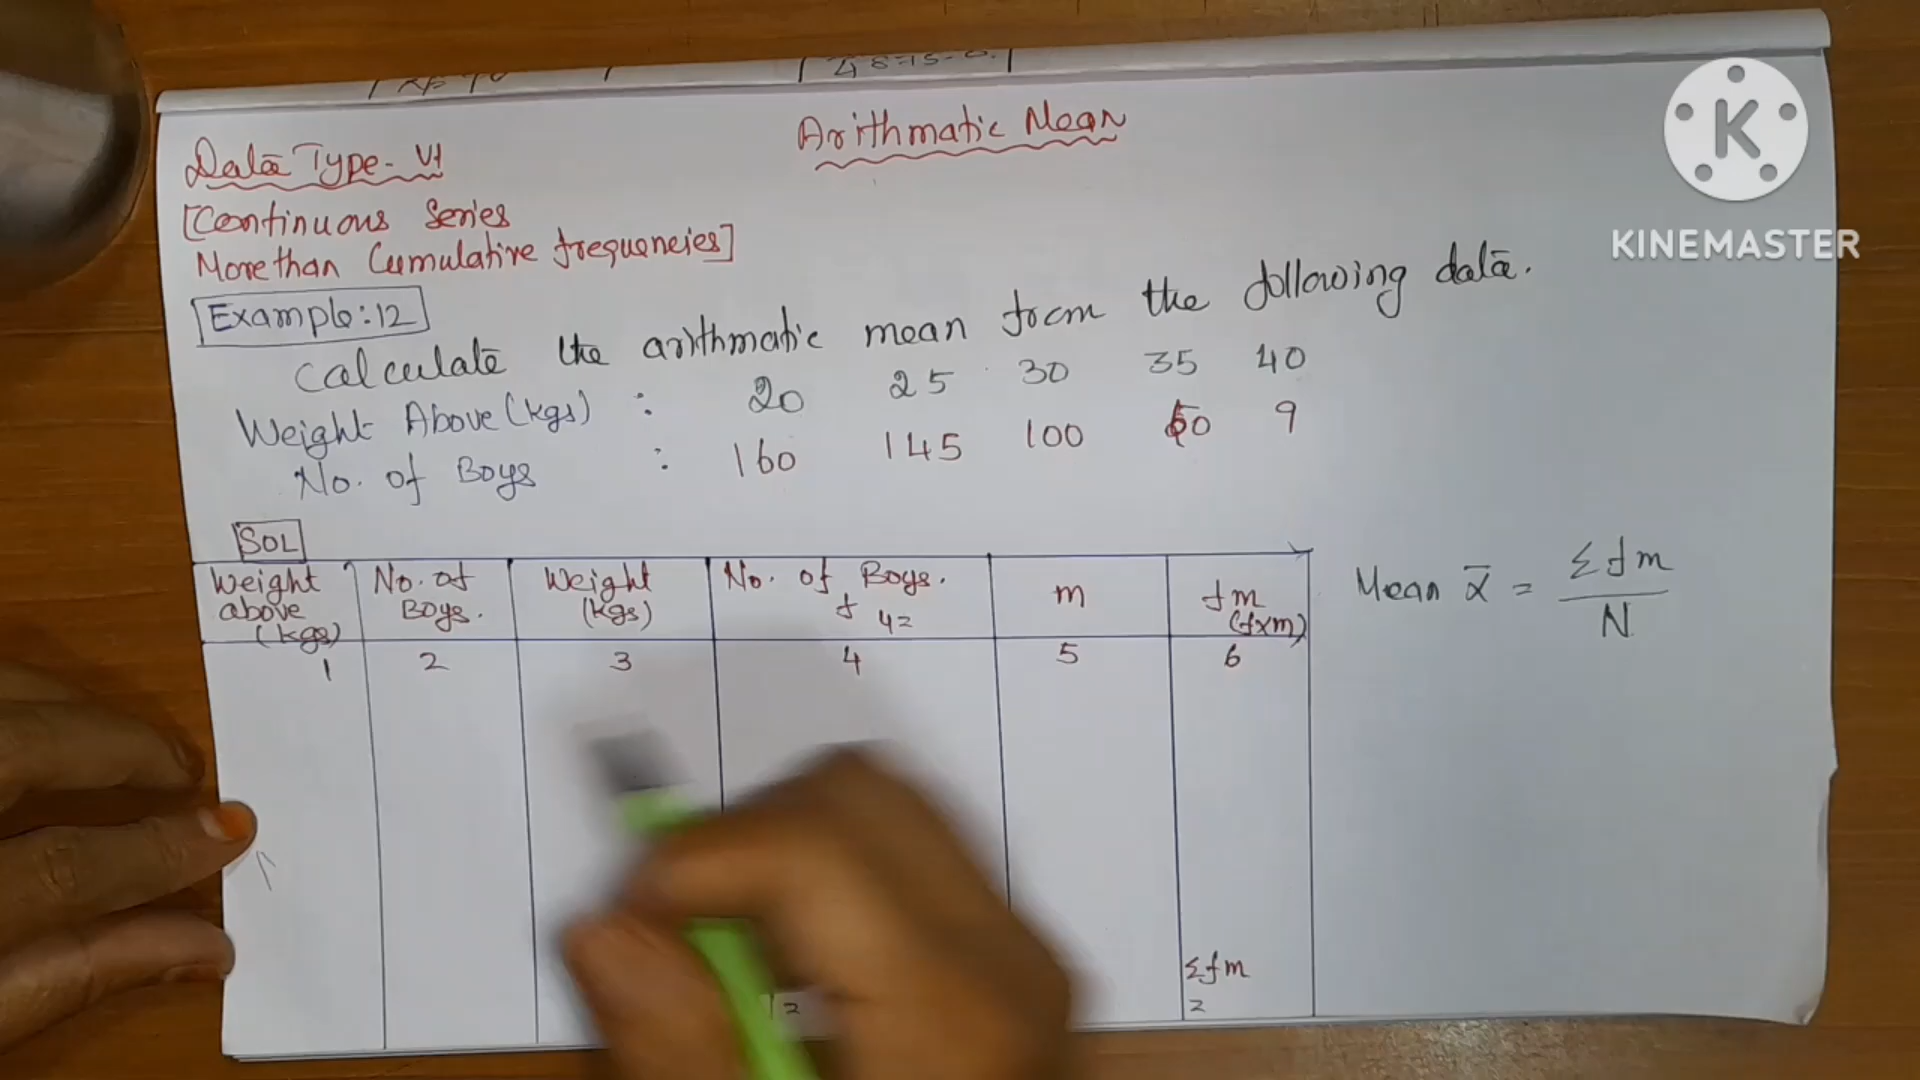 Arithmatic Mean
Data Type - VI
[Continuous Series
More than Cumulative frequencies]
Example:12
Calculate the arithmatic mean from the following data.
Weight Above (kgs) : 20 25 30 35 40
No. of Boys : 160 145 100 50 9
SOL
Weight above (kgs) No. of Boys. Weight (kgs) No. of Boys. f m fm (f×m)
1 2 3 4 5 6
Mean x̄ = Σfm / N
Σfm
K
KINEMASTER